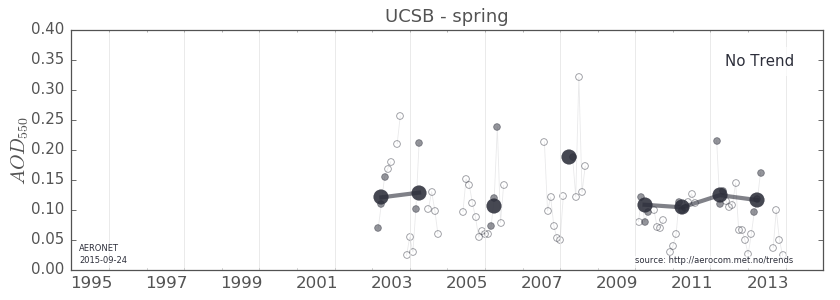 UCSB - spring
0.40
0.35
0.30
0.25
0.20
0.15
0.10
0.05
0.00
AOD550
No Trend
AERONET
2015-09-24
source: http://aerocom.met.no/trends
1995 1997 1999 2001 2003 2005 2007 2009 2011 2013